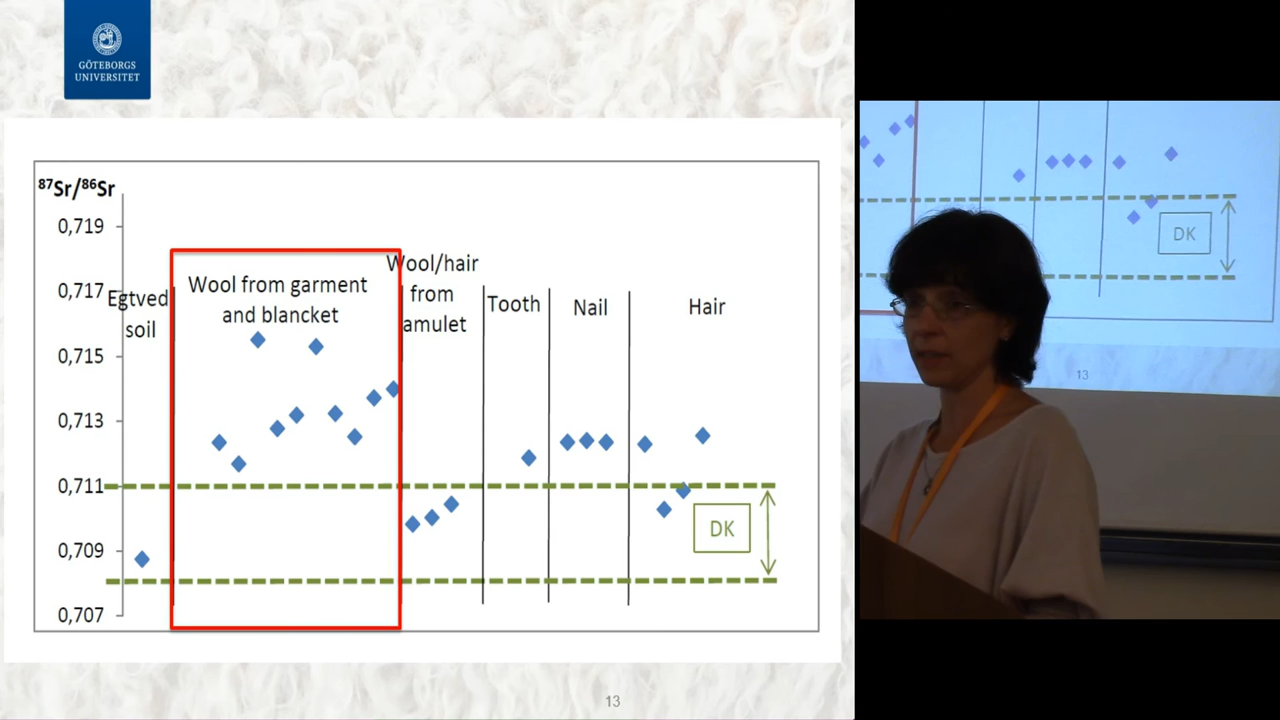 GÖTEBORGS
UNIVERSITET
⁸⁷Sr/⁸⁶Sr
0,719
0,717
0,715
0,713
0,711
0,709
0,707
Egtved
soil
Wool from garment
and blancket
Wool/hair
from
amulet
Tooth
Nail
Hair
DK
13
DK
13